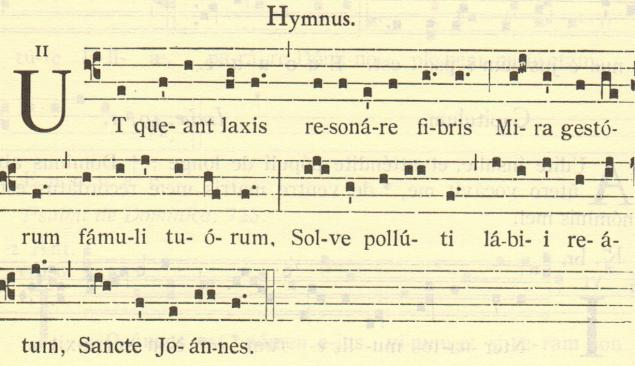 Hymnus.
II
UT que- ant laxis re-soná-re fi-bris Mi- ra gestó-
rum fámu-li tu- ó- rum, Sol-ve pollú- ti lá-bi- i re-á-
tum, Sancte Jo- án-nes.